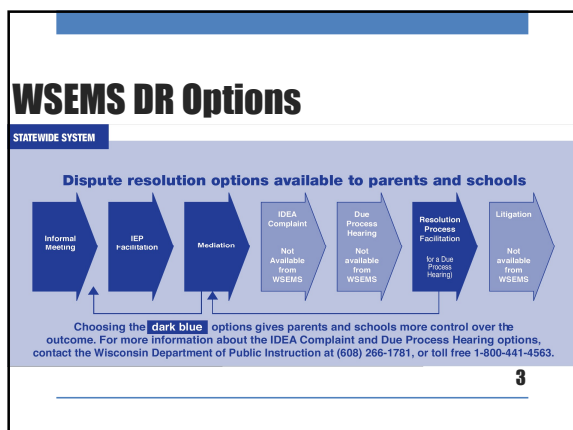 WSEMS DR Options
STATEWIDE SYSTEM
Dispute resolution options available to parents and schools
Informal
Meeting
IEP
Facilitation
Mediation
IDEA
Complaint
Not
Available
from
WSEMS
Due
Process
Hearing
Not
available
from
WSEMS
Resolution
Process
Facilitation
for a Due
Process
Hearing)
Litigation
Not
available
from
WSEMS
Choosing the dark blue options gives parents and schools more control over the
outcome. For more information about the IDEA Complaint and Due Process Hearing options,
contact the Wisconsin Department of Public Instruction at (608) 266-1781, or toll free 1-800-441-4563.
3